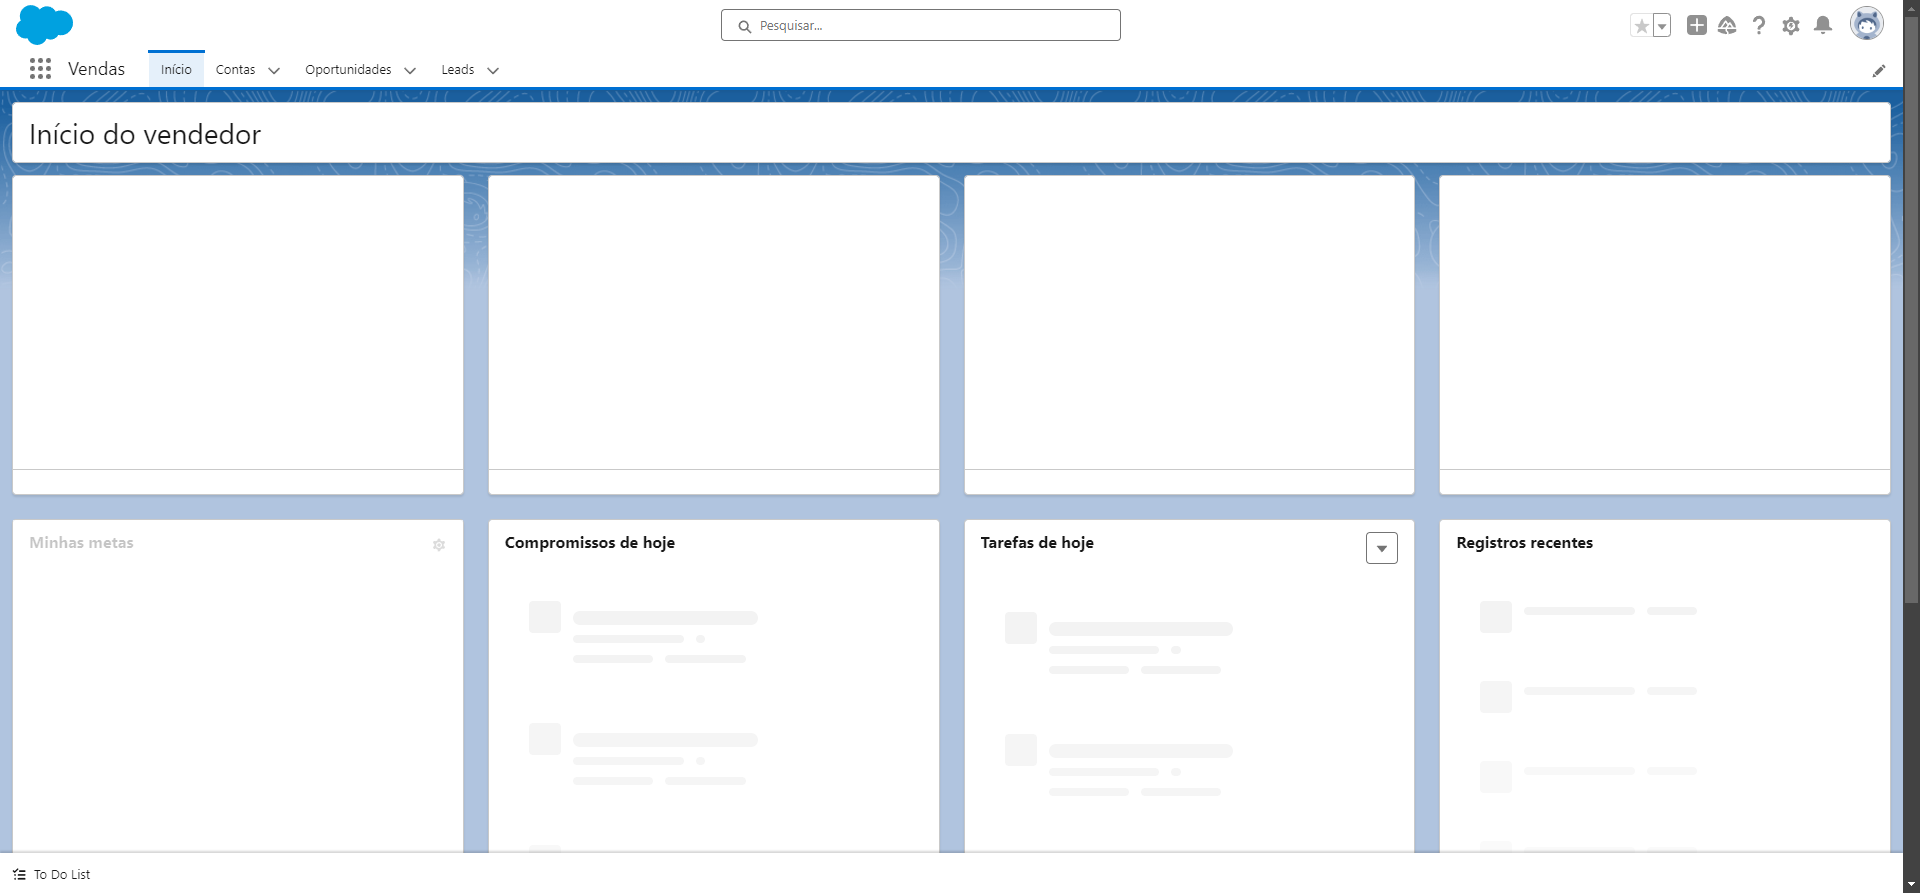 Pesquisar...
Vendas
Início
Contas
Oportunidades
Leads
Início do vendedor
Minhas metas
Compromissos de hoje
Tarefas de hoje
Registros recentes
To Do List